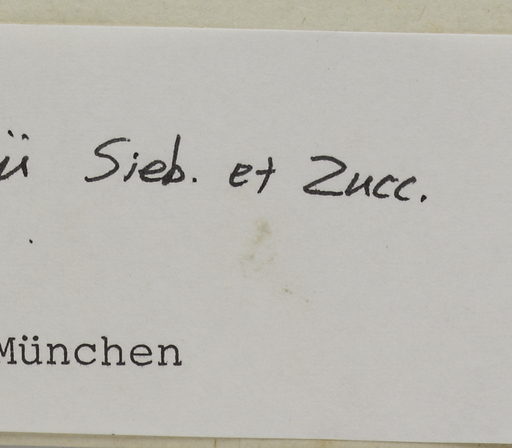 ii Sieb. et Zucc.
München